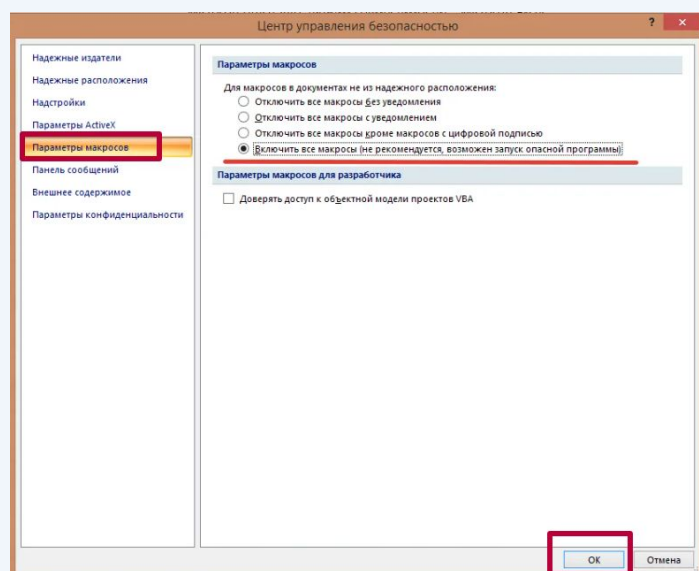 Центр управления безопасностью
Надежные издатели
Надежные расположения
Надстройки
Параметры ActiveX
Параметры макросов
Панель сообщений
Внешнее содержимое
Параметры конфиденциальности
Параметры макросов
Для макросов в документах не из надежного расположения:
Отключить все макросы без уведомления
Отключить все макросы с уведомлением
Отключить все макросы кроме макросов с цифровой подписью
Включить все макросы (не рекомендуется, возможен запуск опасной программы)
Параметры макросов для разработчика
Доверять доступ к объектной модели проектов VBA
ОК
Отмена